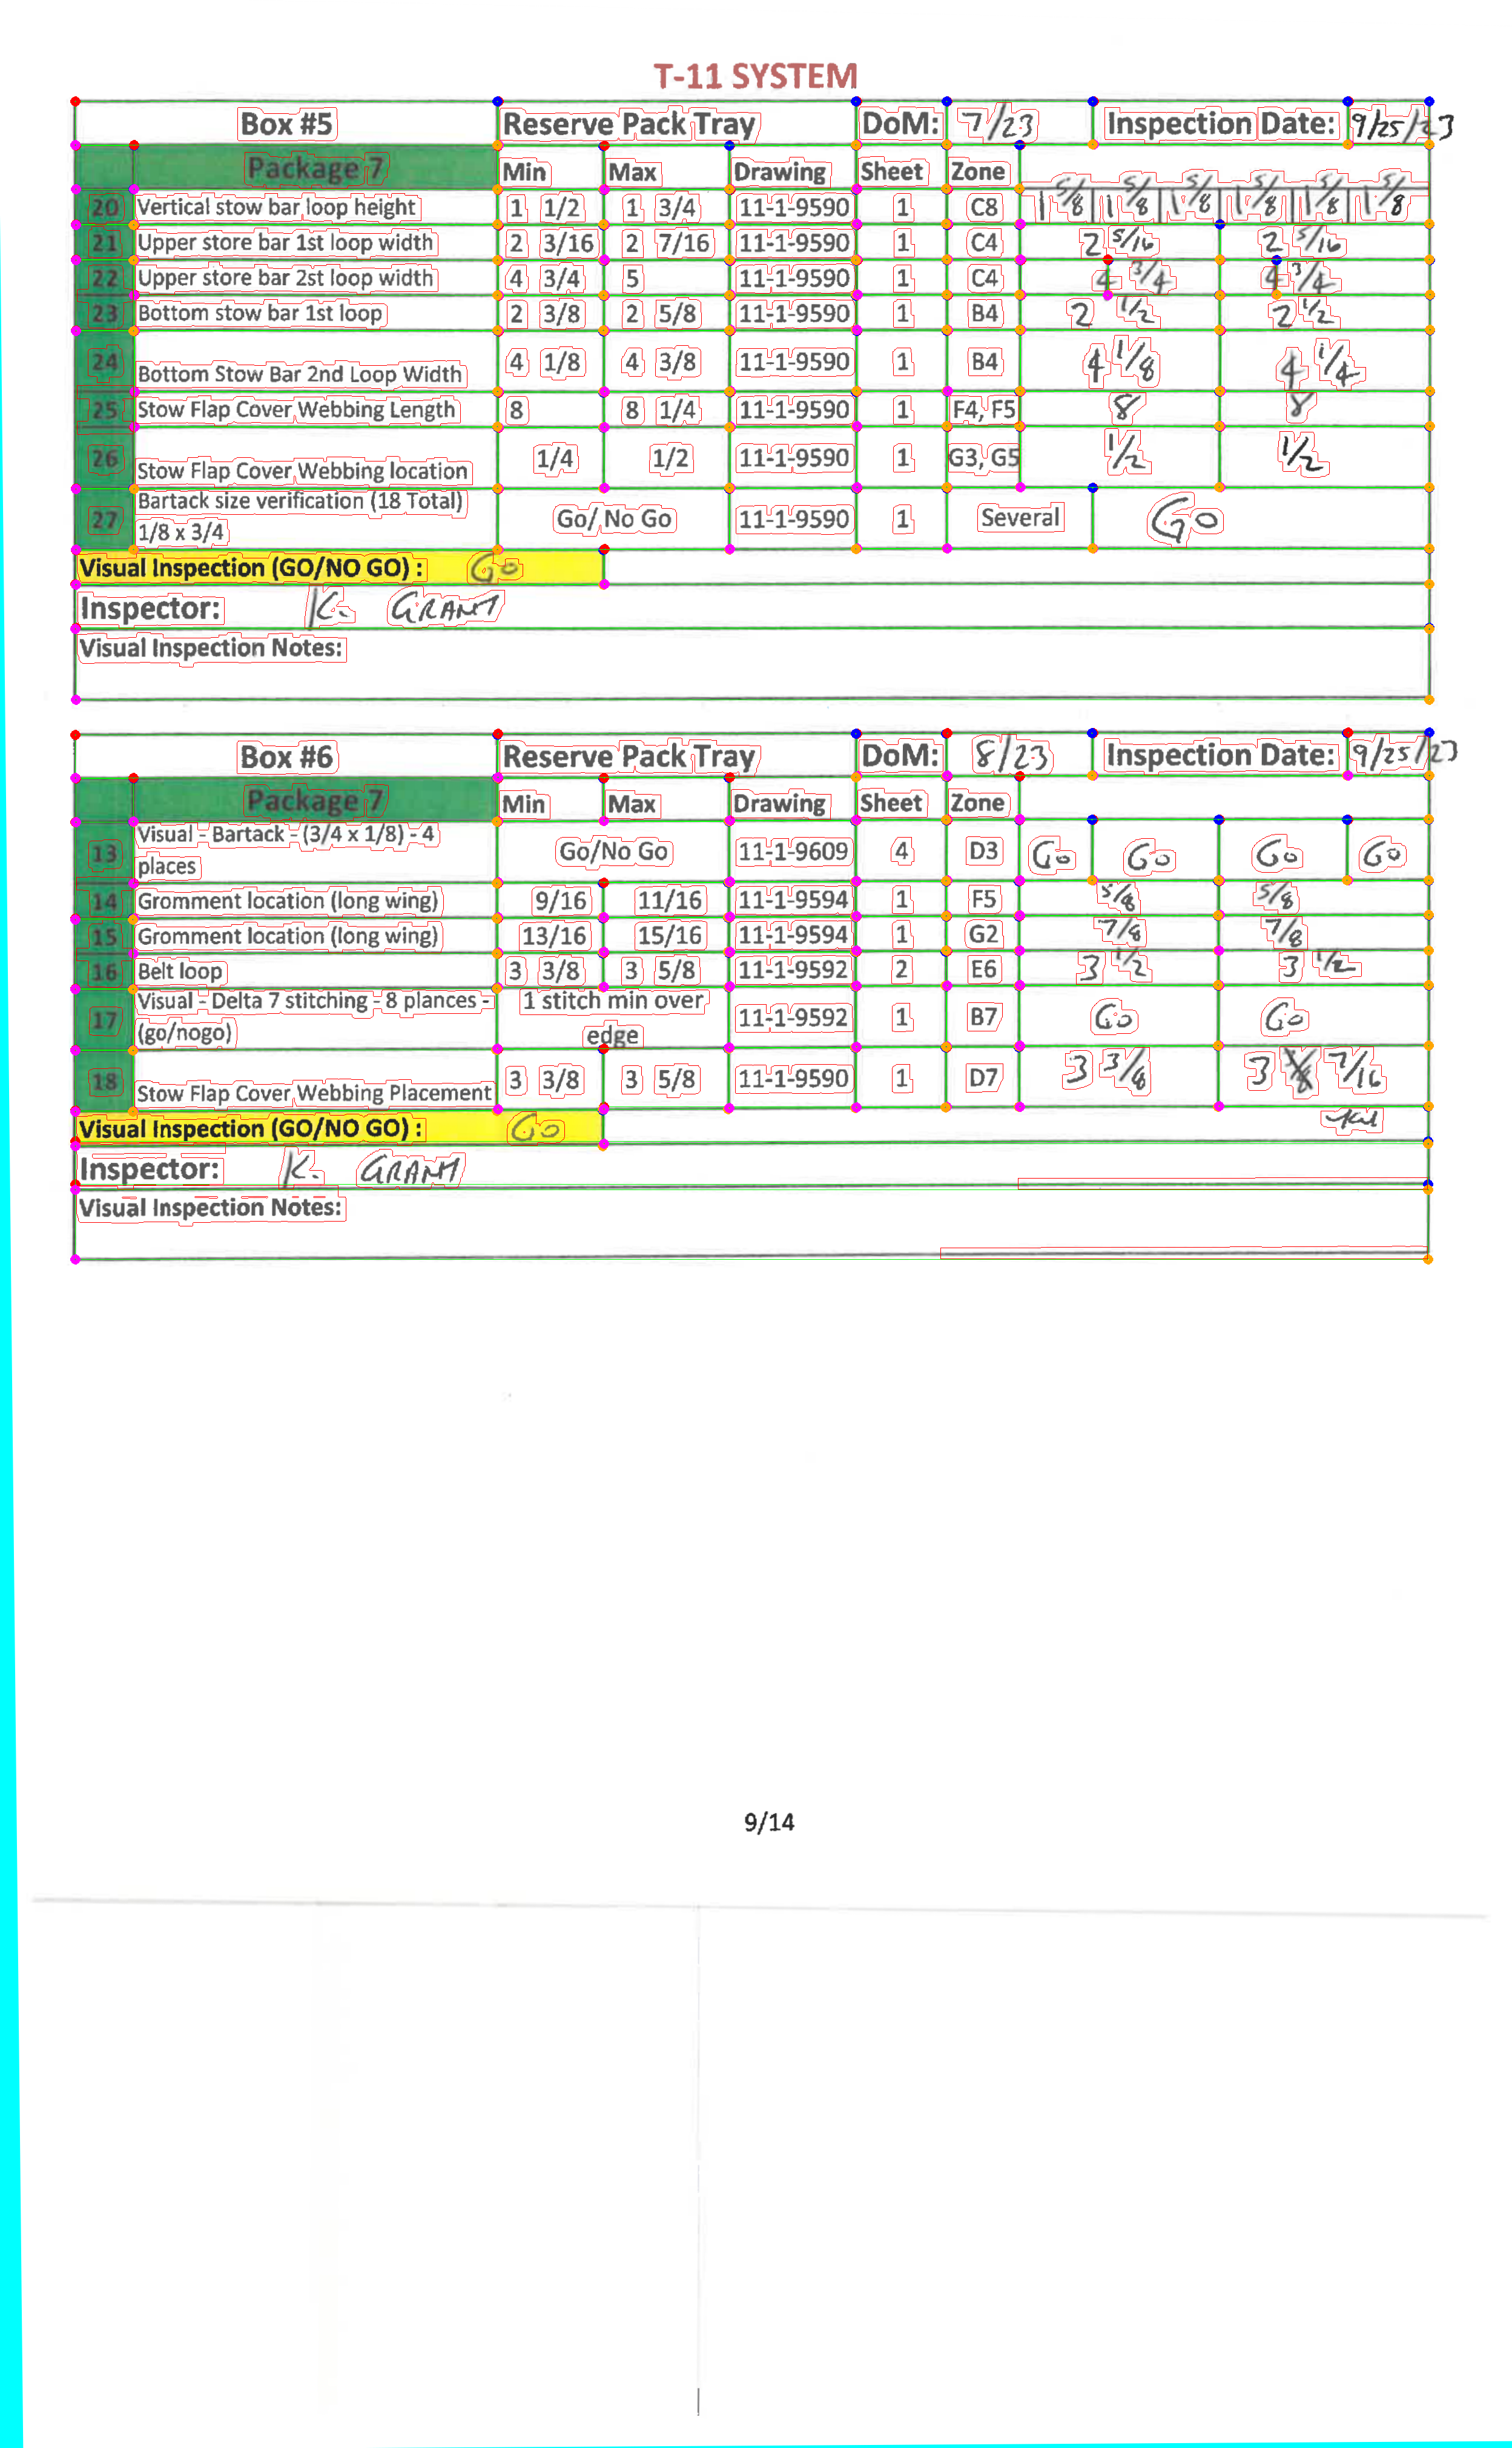 T-11 SYSTEM
Box #5 Reserve Pack Tray DoM: 7/23 Inspection Date: 9/25/23
Package 7 Min Max Drawing Sheet Zone
20 Vertical stow bar loop height 1 1/2 1 3/4 11-1-9590 1 C8 1 5/8 1 5/8 1 5/8 1 5/8 1 5/8 1 5/8
21 Upper store bar 1st loop width 2 3/16 2 7/16 11-1-9590 1 C4 2 5/16 2 5/16
22 Upper store bar 2st loop width 4 3/4 5 11-1-9590 1 C4 4 3/4 4 3/4
23 Bottom stow bar 1st loop 2 3/8 2 5/8 11-1-9590 1 B4 2 1/2 2 1/2
24 Bottom Stow Bar 2nd Loop Width 4 1/8 4 3/8 11-1-9590 1 B4 4 1/8 4 1/4
25 Stow Flap Cover Webbing Length 8 8 1/4 11-1-9590 1 F4, F5 8 8
26 Stow Flap Cover Webbing location 1/4 1/2 11-1-9590 1 G3, G5 1/2 1/2
27 Bartack size verification (18 Total)
1/8 x 3/4 Go/ No Go 11-1-9590 1 Several Go
Visual Inspection (GO/NO GO) : Go
Inspector: K. GRANT
Visual Inspection Notes:
Box #6 Reserve Pack Tray DoM: 8/23 Inspection Date: 9/25/23
Package 7 Min Max Drawing Sheet Zone
13 Visual - Bartack - (3/4 x 1/8) - 4
places Go/No Go 11-1-9609 4 D3 Go Go Go Go
14 Gromment location (long wing) 9/16 11/16 11-1-9594 1 F5 5/8 5/8
15 Gromment location (long wing) 13/16 15/16 11-1-9594 1 G2 7/8 7/8
16 Belt loop 3 3/8 3 5/8 11-1-9592 2 E6 3 1/2 3 1/2
17 Visual - Delta 7 stitching - 8 plances -
(go/nogo) 1 stitch min over
edge 11-1-9592 1 B7 Go Go
18 Stow Flap Cover Webbing Placement 3 3/8 3 5/8 11-1-9590 1 D7 3 3/8 3 7/16
Visual Inspection (GO/NO GO) : Go
Inspector: K. GRANT
Visual Inspection Notes:
9/14